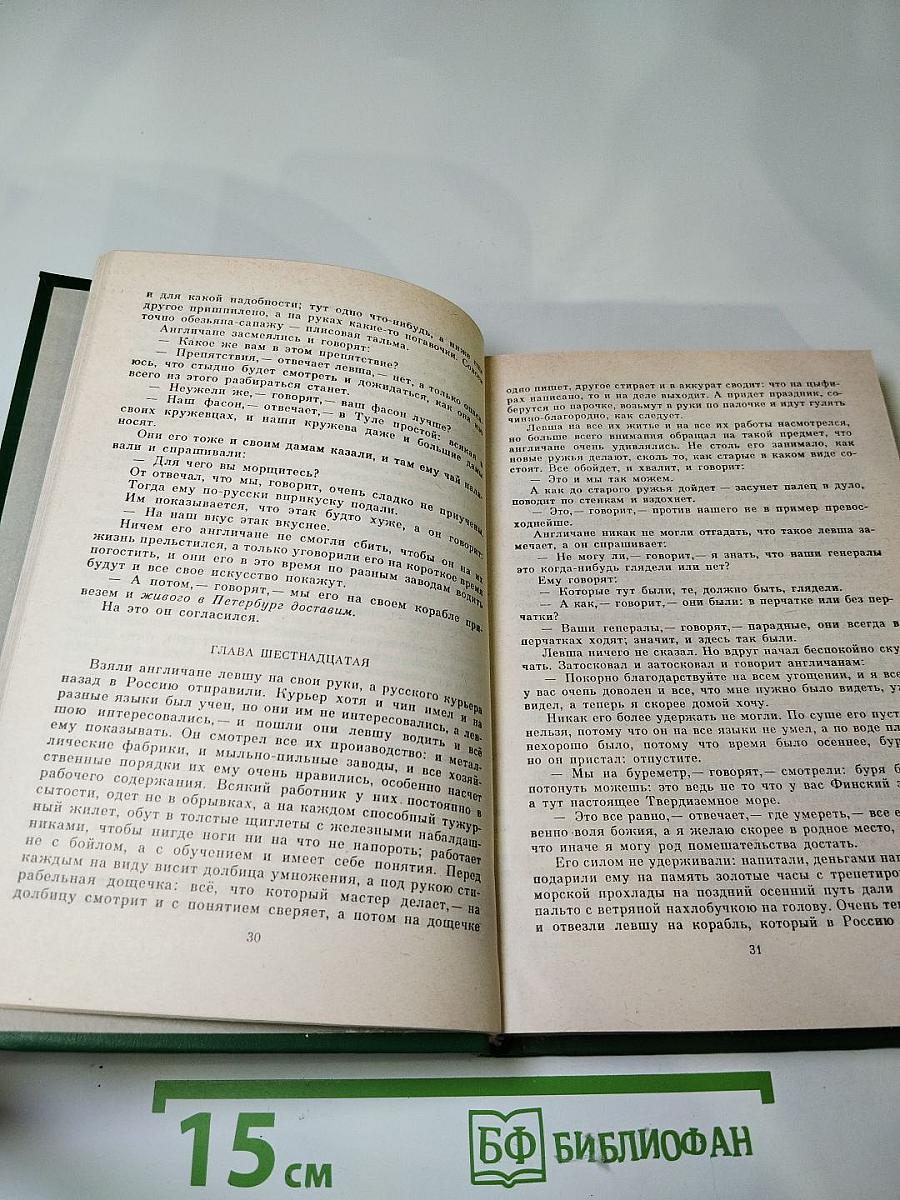 и для какой надобности; тут одно что-нибудь, а ниже
другое пришпилено, а на руках какие-то ногавочки. Совсем
точно обезьяна-сапажу — плисовая тальма.
Англичане засмеялись и говорят:
— Какое же вам в этом препятствие?
— Препятствия,— отвечает левша,— нет, а только опаса-
юсь, что стыдно будет смотреть и дожидаться, как она
всего из этого разбираться станет.
— Неужели же,— говорят,— ваш фасон лучше?
— Наш фасон,— отвечает,— в Туле простой: всякая в
своих кружевцах, и наши кружева даже и большие дамы
носят.
Они его тоже и своим дамам казали, и там ему чай нали-
вали и спрашивали:
— Для чего вы морщитесь?
Он отвечал, что мы, говорит, очень сладко не приучены.
Тогда ему по-русски вприкуску подали.
Им показывается, что этак будто хуже, а он говорит:
— На наш вкус этак вкуснее.
Ничем его англичане не смогли сбить, чтобы он на их
жизнь прельстился, а только уговорили его на короткое время
погостить, и они его в это время по разным заводам водить
будут и все свое искусство покажут.
— А потом,— говорят,— мы его на своем корабле при-
везем и живого в Петербург доставим.
На это он согласился.
ГЛАВА ШЕСТНАДЦАТАЯ
Взяли англичане левшу на свои руки, а русского курьера
назад в Россию отправили. Курьер хотя и чин имел и на
разные языки был учен, но они им не интересовались, а лев-
шою интересовались,— и пошли они левшу водить и всё
ему показывать. Он смотрел все их производство: и метал-
лические фабрики, и мыльно-пильные заводы, и все хозяй-
ственные порядки их ему очень нравились, особенно насчет
рабочего содержания. Всякий работник у них постоянно в
сытости, одет не в обрывках, а на каждом способный тужур-
ный жилет, обут в толстые щиглеты с железными набалдаш-
никами, чтобы нигде ноги ни на что не напороть; работает
не с бойлом, а с обучением и имеет себе понятия. Перед
каждым на виду висит долбица умножения, а под рукою сти-
рабельная дощечка: всё, что который мастер делает,— на
долбицу смотрит и с понятием сверяет, а потом на дощечке
30
одно пишет, другое стирает и в аккурат сводит: что на цыфи-
рах написано, то и на деле выходит. А придет праздник, со-
берутся по парочке, возьмут в руки по палочке и идут гулять
чинно-благородно, как следует.
Левша на все их житье и на все их работы насмотрелся,
но больше всего внимания обращал на такой предмет, что
англичане очень удивлялись. Не столь его занимало, как
новые ружья делают, сколь то, как старые в каком виде со-
стоят. Все обойдет, и хвалит, и говорит:
— Это и мы так можем.
А как до старого ружья дойдет — засунет палец в дуло,
поводит по стенкам и вздохнет.
— Это,— говорит,— против нашего не в пример превос-
ходнейше.
Англичане никак не могли отгадать, что такое левша за-
мечает, а он спрашивает:
— Не могу ли,— говорит,— я знать, что наши генералы
это когда-нибудь глядели или нет?
Ему говорят:
— Которые тут были, те, должно быть, глядели.
— А как,— говорит,— они были: в перчатке или без пер-
чатки?
— Ваши генералы,— говорят,— парадные, они всегда в
перчатках ходят; значит, и здесь так были.
Левша ничего не сказал. Но вдруг начал беспокойно ску
чать. Затосковал и затосковал и говорит англичанам:
— Покорно благодарствуйте на всем угощении, и я все
у вас очень доволен и все, что мне нужно было видеть, у
видел, а теперь я скорее домой хочу.
Никак его более удержать не могли. По суше его пуст
нельзя, потому что он на все языки не умел, а по воде пл
нехорошо было, потому что время было осеннее, бур
но он пристал: отпустите.
— Мы на буреметр,— говорят,— смотрели: буря б
потонуть можешь: это ведь не то что у вас Финский з
а тут настоящее Твердиземное море.
— Это все равно,— отвечает,— где умереть,— все е
венно воля божия, а я желаю скорее в родное место,
что иначе я могу род помешательства достать.
Его силом не удерживали: напитали, деньгами наг
подарили ему на память золотые часы с трепетиро
морской прохлады на поздний осенний путь дали
пальто с ветряной нахлобучкою на голову. Очень теп
и отвезли левшу на корабль, который в Россию
31
15 см
БФ БИБЛИОФАН